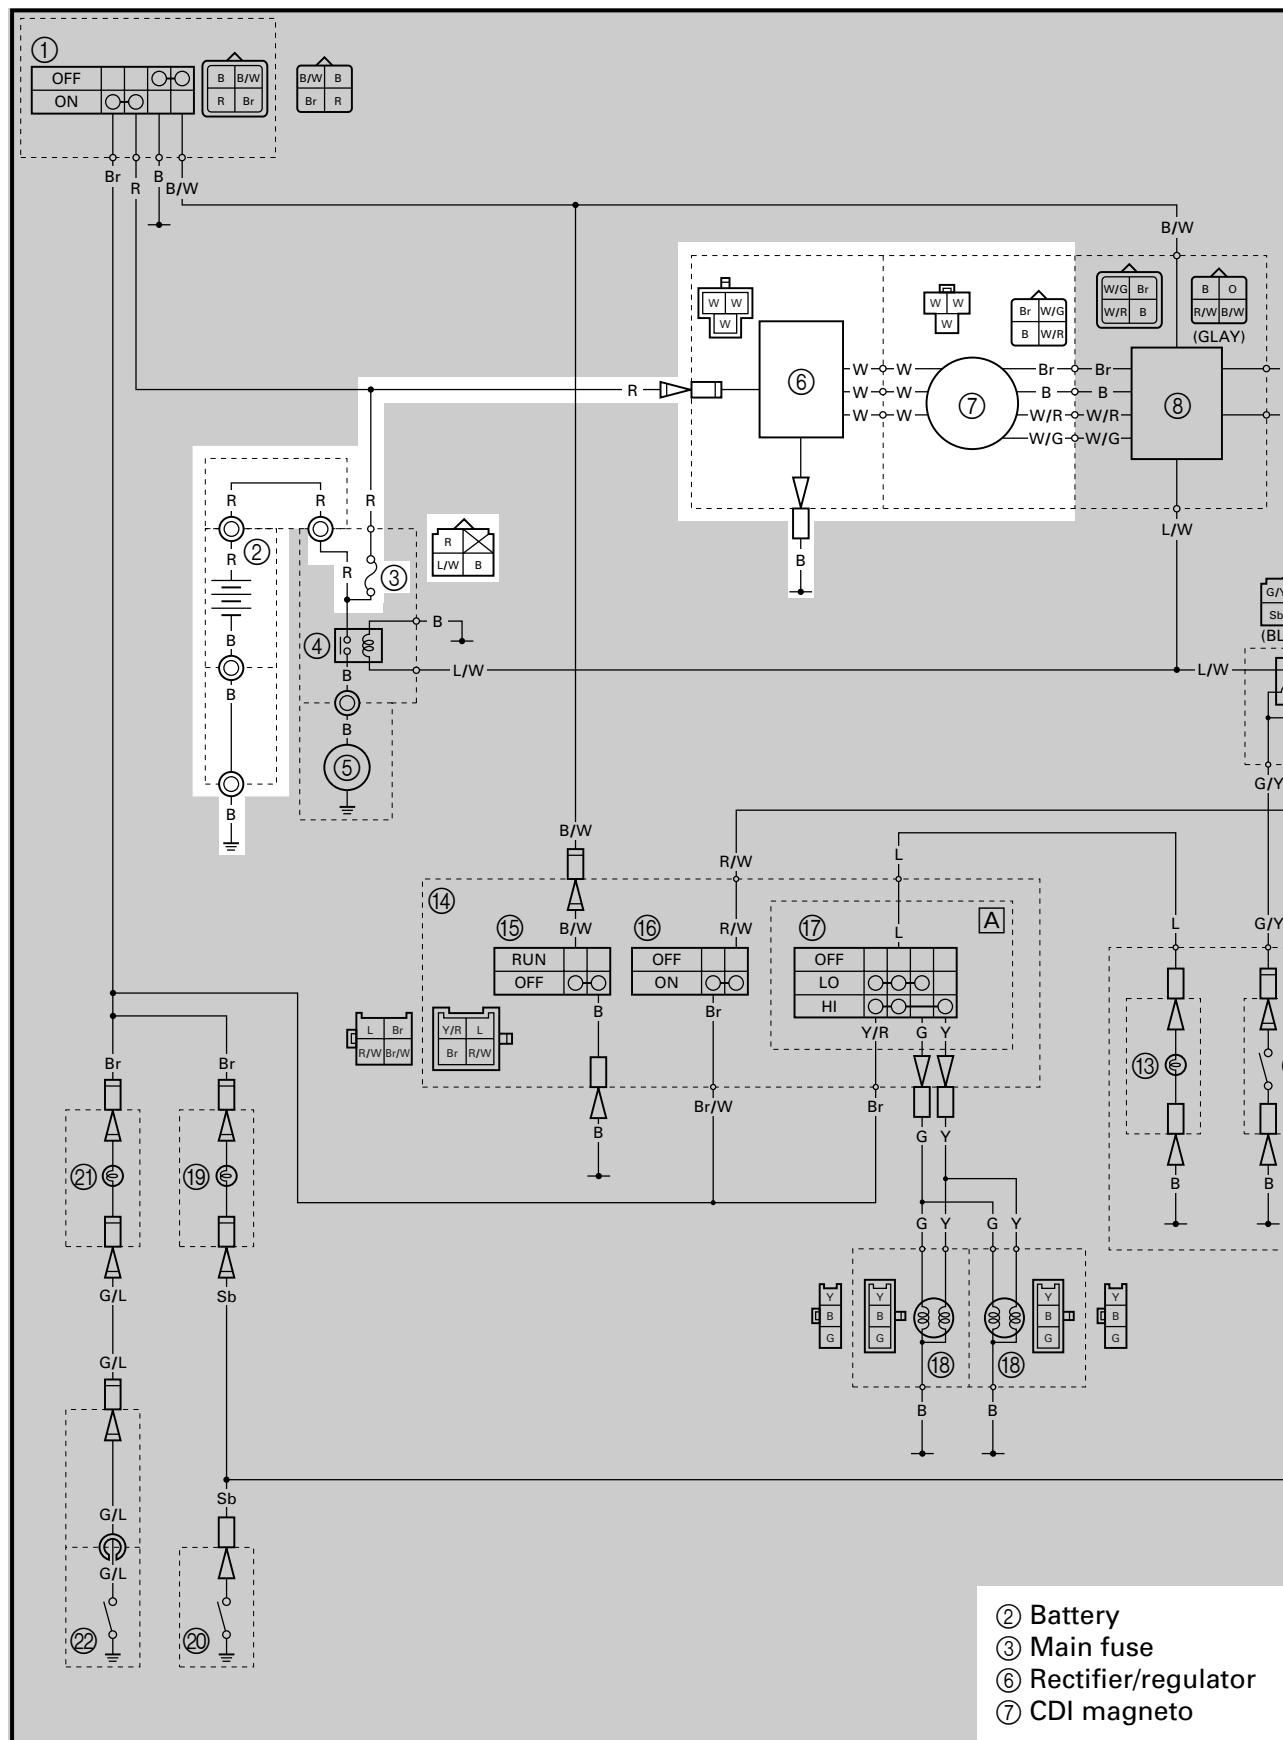 ①
OFF
ON
B B/W
R Br
B/W B
Br R
Br R B B/W
B/W
W W
W
W W
W
Br W/G
B W/R
W/G Br
W/R B
B O
R/W B/W
(GLAY)
R
⑥
W W
W W
W W
⑦
Br Br
B B
W/R W/R
W/G W/G
⑧
R R R
B
L/W
②
R
R
③
R
L/W B
G/Y
Sb
(BL
④
B
B
B
L/W
L/W
B
B
⑤
B
G/Y
B/W
R/W
L
⑭
⑮
B/W
⑯
R/W
⑰
L
A
L
G/Y
RUN
OFF
OFF
ON
OFF
LO
HI
B
Br
Y/R G Y
L Br
R/W Br/W
Y/R L
Br R/W
Br Br
Br/W
Br
⑬
B
G Y
B B
㉑
⑲
G Y G Y
G/L
Sb
Y
B
G
Y
B
G
Y
B
G
Y
B
G
⑱
⑱
G/L
B B
Sb
G/L
G/L
㉒
⑳
② Battery
③ Main fuse
⑥ Rectifier/regulator
⑦ CDI magneto